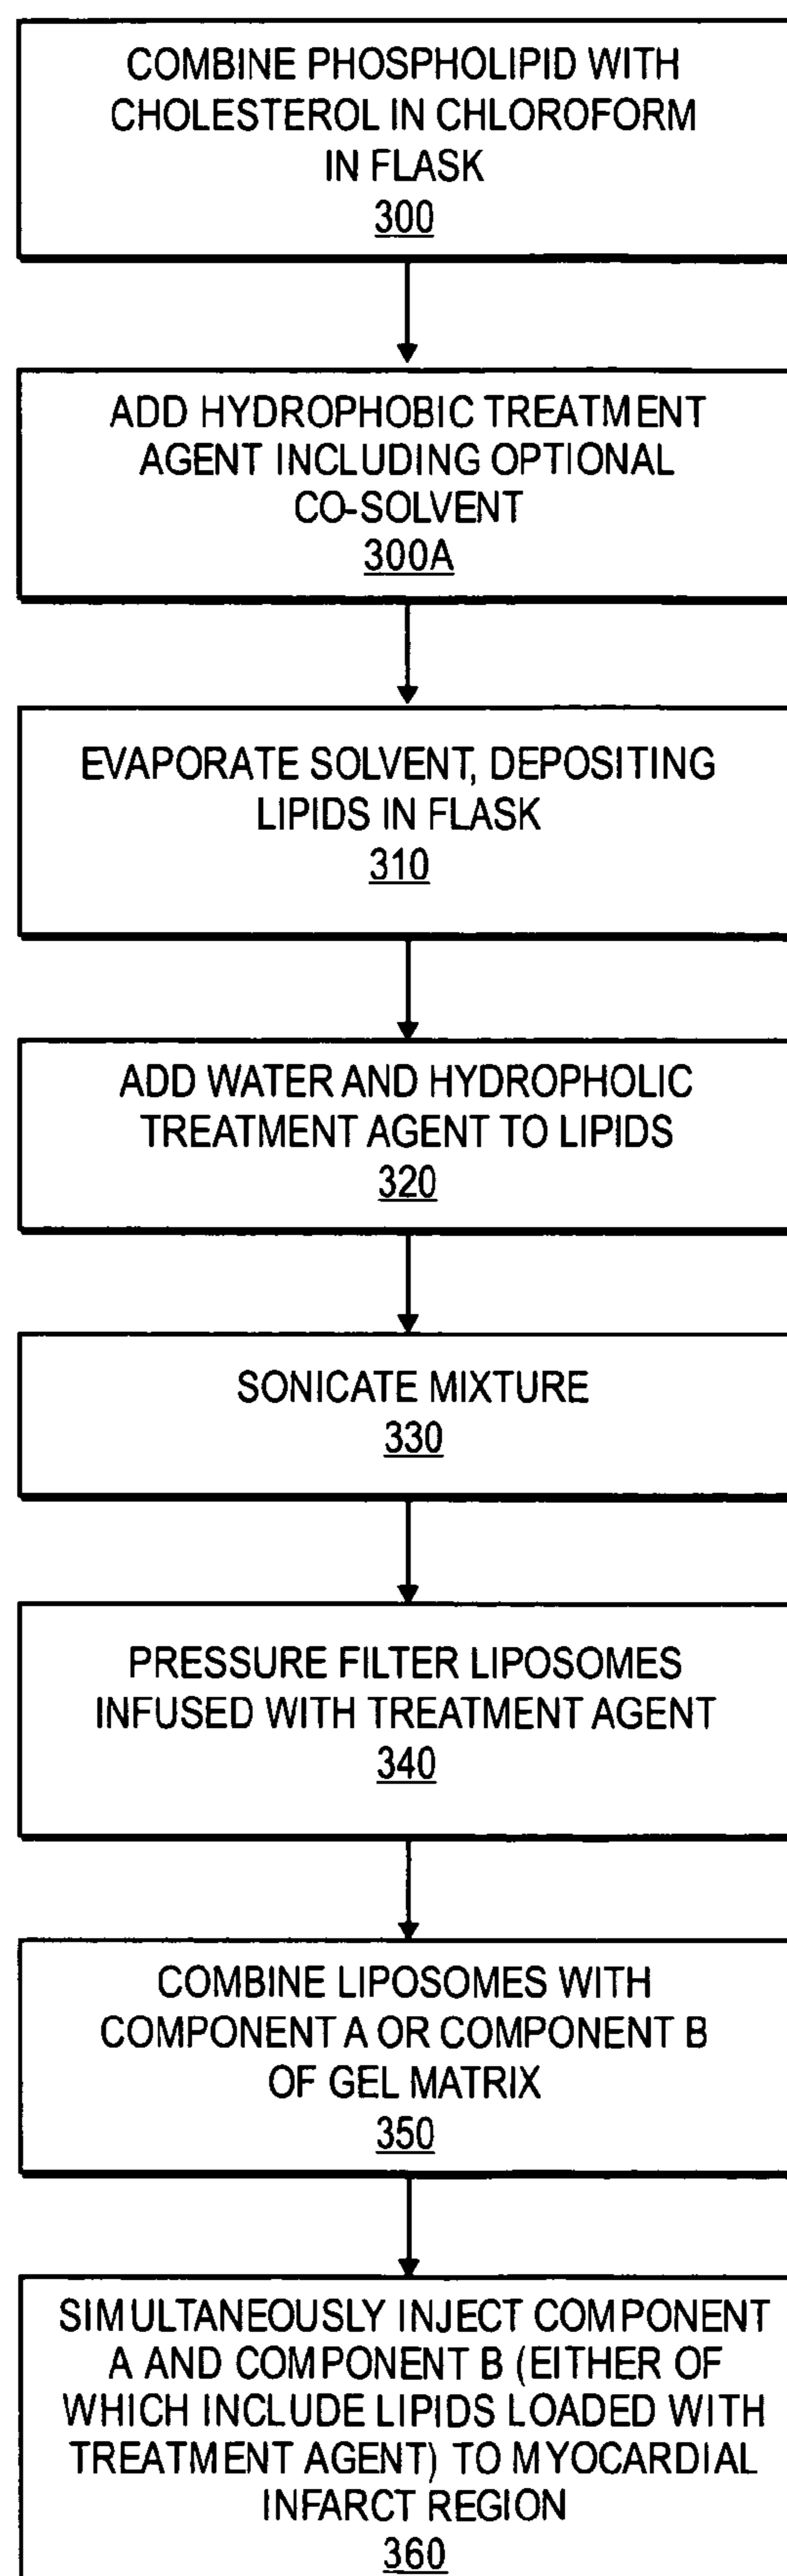 COMBINE PHOSPHOLIPID WITH
CHOLESTEROL IN CHLOROFORM
IN FLASK
300
ADD HYDROPHOBIC TREATMENT
AGENT INCLUDING OPTIONAL
CO-SOLVENT
300A
EVAPORATE SOLVENT, DEPOSITING
LIPIDS IN FLASK
310
ADD WATER AND HYDROPHOLIC
TREATMENT AGENT TO LIPIDS
320
SONICATE MIXTURE
330
PRESSURE FILTER LIPOSOMES
INFUSED WITH TREATMENT AGENT
340
COMBINE LIPOSOMES WITH
COMPONENT A OR COMPONENT B
OF GEL MATRIX
350
SIMULTANEOUSLY INJECT COMPONENT
A AND COMPONENT B (EITHER OF
WHICH INCLUDE LIPIDS LOADED WITH
TREATMENT AGENT) TO MYOCARDIAL
INFARCT REGION
360